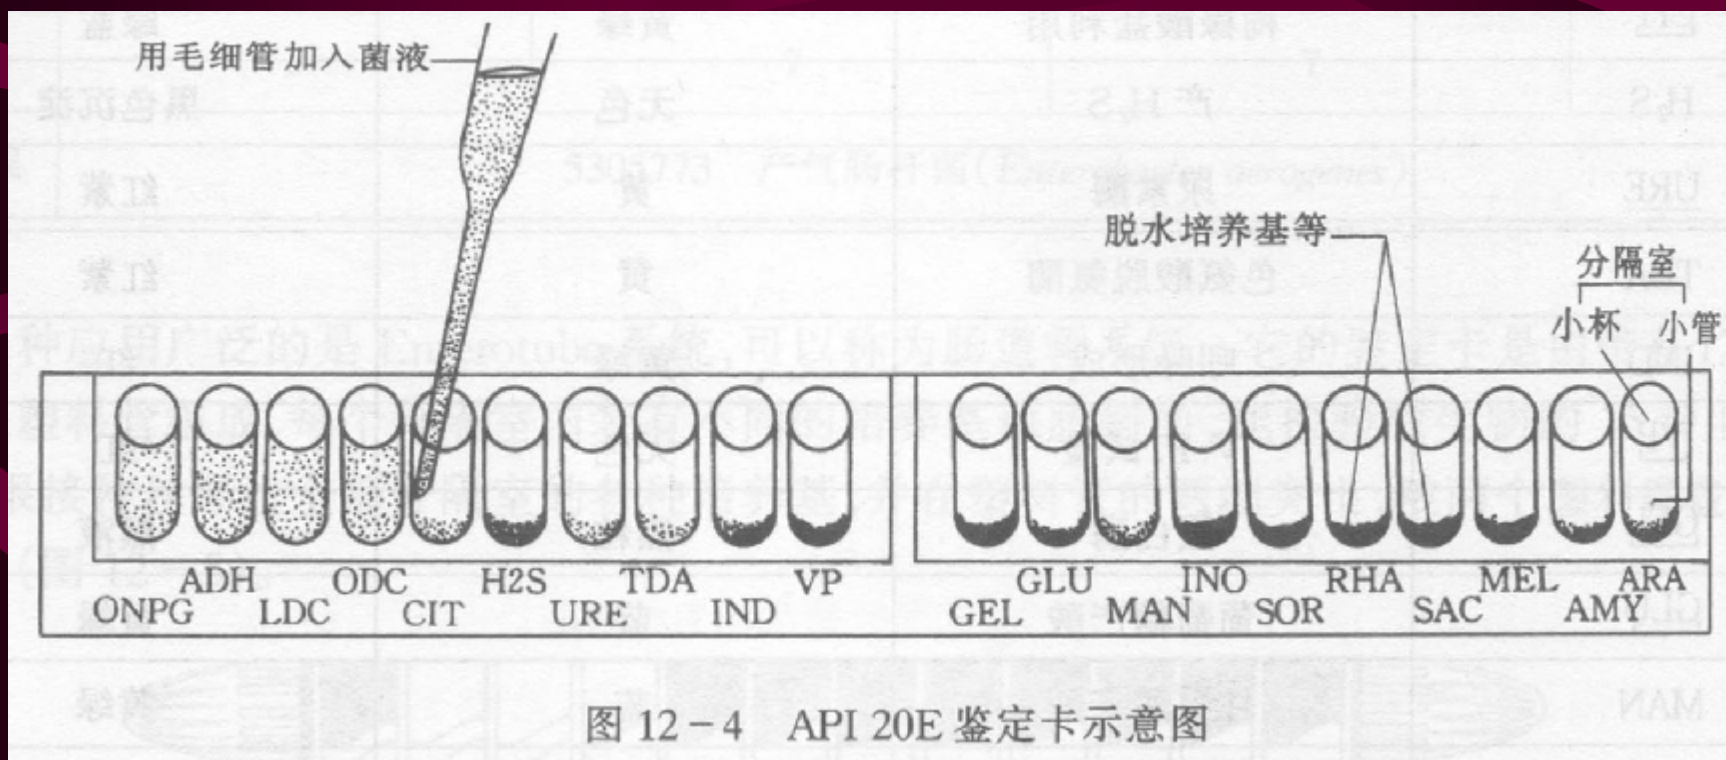 用毛细管加入菌液
脱水培养基等
分隔室
小杯 小管
ADH ODC H2S TDA VP GLU INO RHA MEL ARA
ONPG LDC CIT URE IND GEL MAN SOR SAC AMY
图 12-4 API 20E 鉴定卡示意图